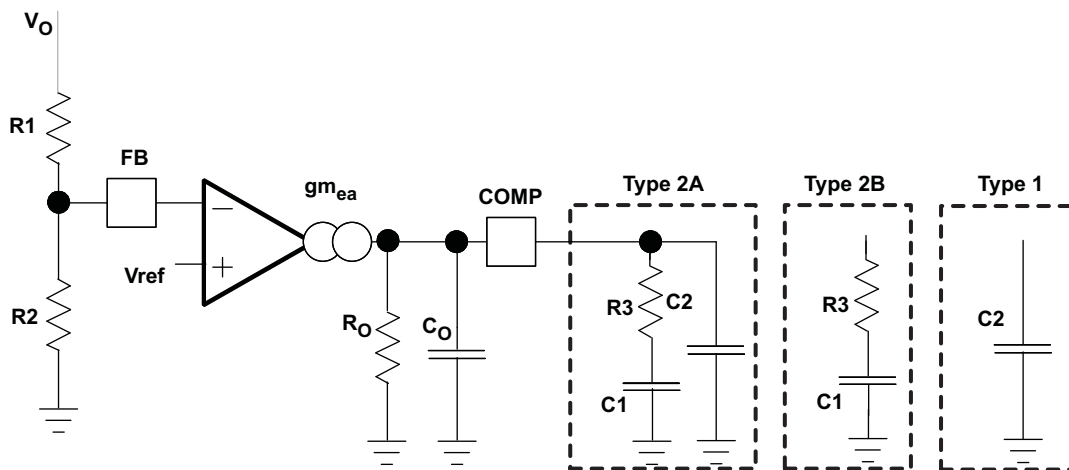 VO
R1
FB
gmea
COMP
Type 2A
Type 2B
Type 1
Vref
R2
RO
CO
R3
C2
C1
R3
C1
C2
−
+